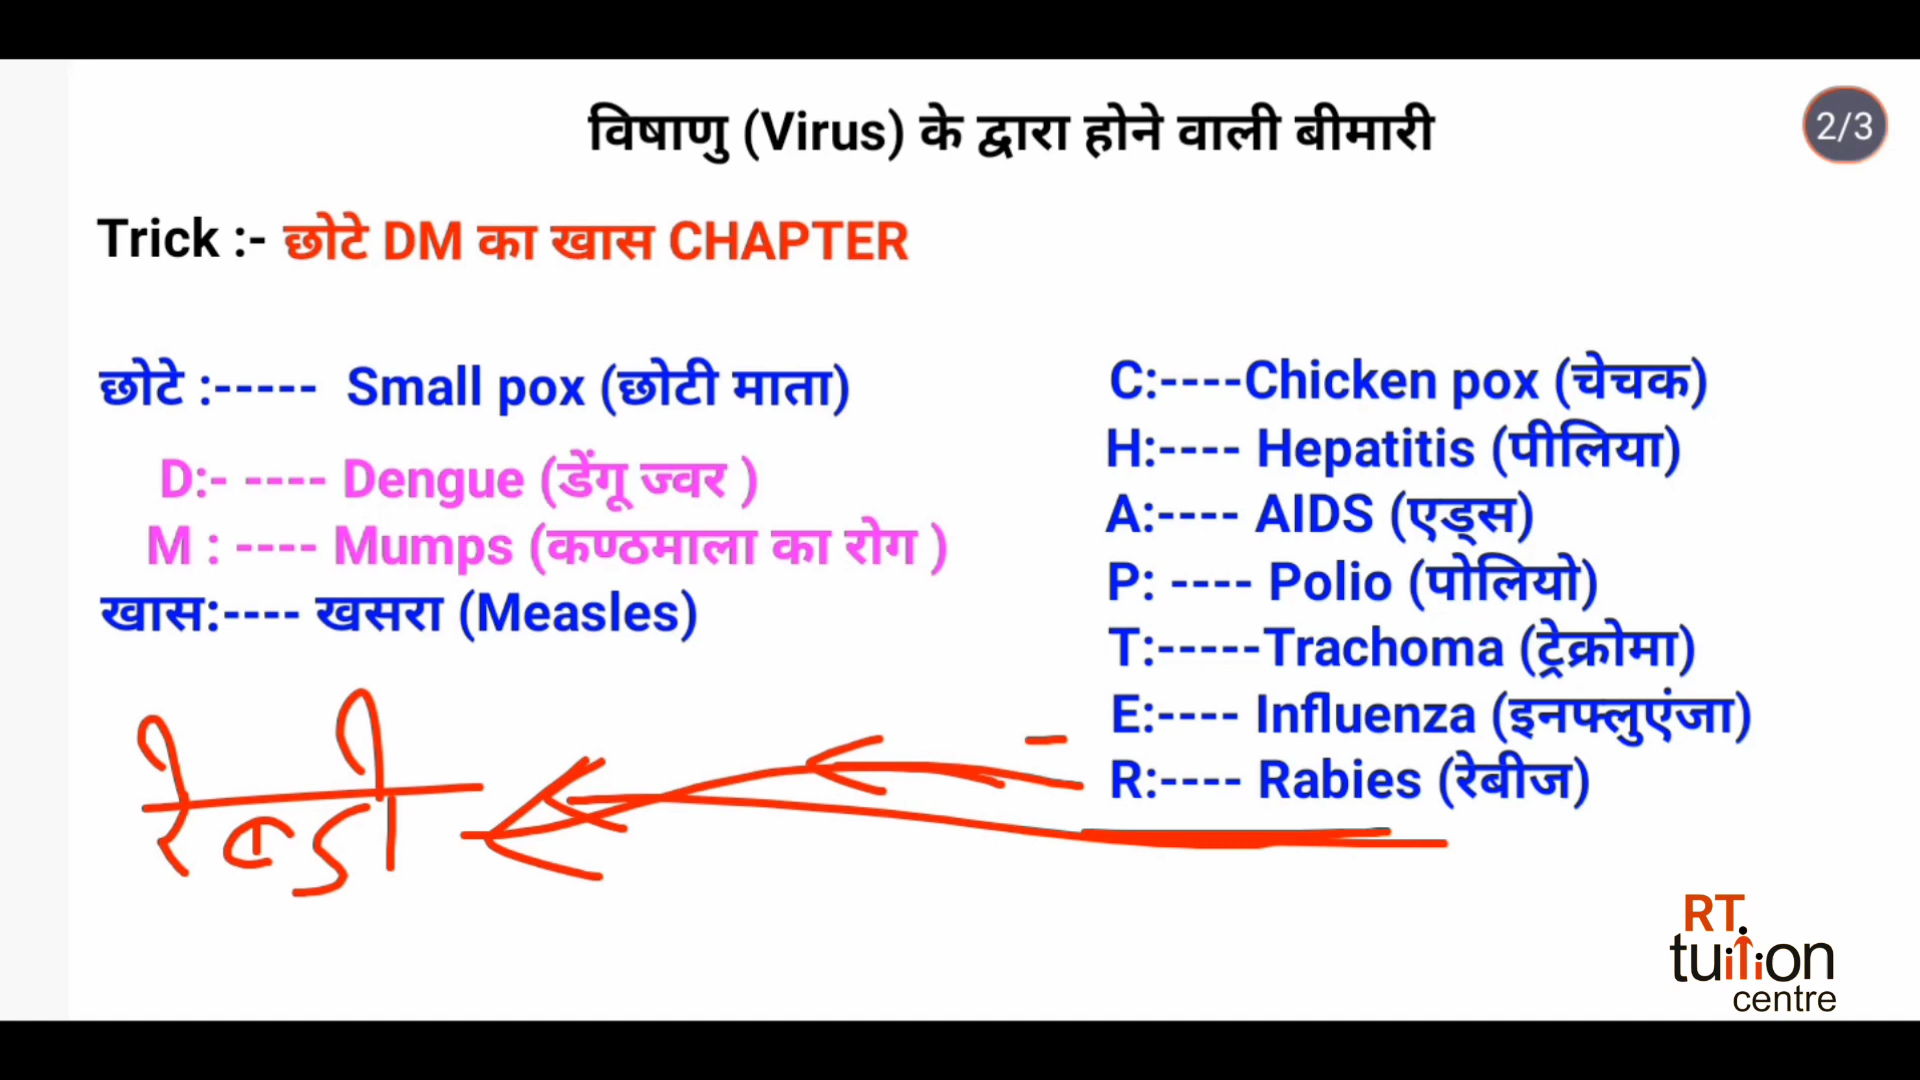 विषाणु (Virus) के द्वारा होने वाली बीमारी
2/3
Trick :- छोटे DM का खास CHAPTER
छोटे :----- Small pox (छोटी माता)
D:- ---- Dengue (डेंगू ज्वर )
M : ---- Mumps (कण्ठमाला का रोग )
खास:---- खसरा (Measles)
C:----Chicken pox (चेचक)
H:---- Hepatitis (पीलिया)
A:---- AIDS (एड्स)
P: ---- Polio (पोलियो)
T:-----Trachoma (ट्रेक्रोमा)
E:---- Influenza (इनफ्लुएंजा)
R:---- Rabies (रेबीज)
RT
tuition
centre